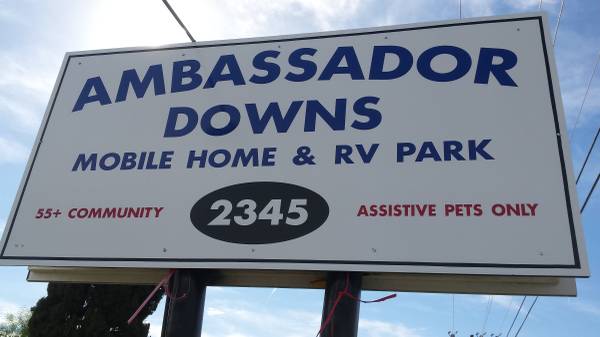 AMBASSADOR
DOWNS
MOBILE HOME & RV PARK
55+ COMMUNITY 2345 ASSISTIVE PETS ONLY